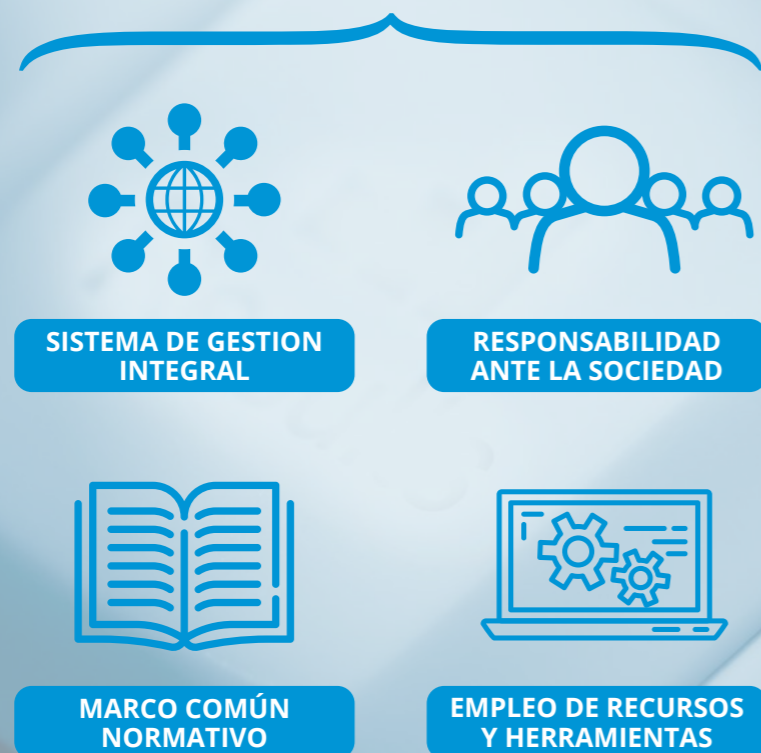 SISTEMA DE GESTION
INTEGRAL
RESPONSABILIDAD
ANTE LA SOCIEDAD
MARCO COMÚN
NORMATIVO
EMPLEO DE RECURSOS
Y HERRAMIENTAS